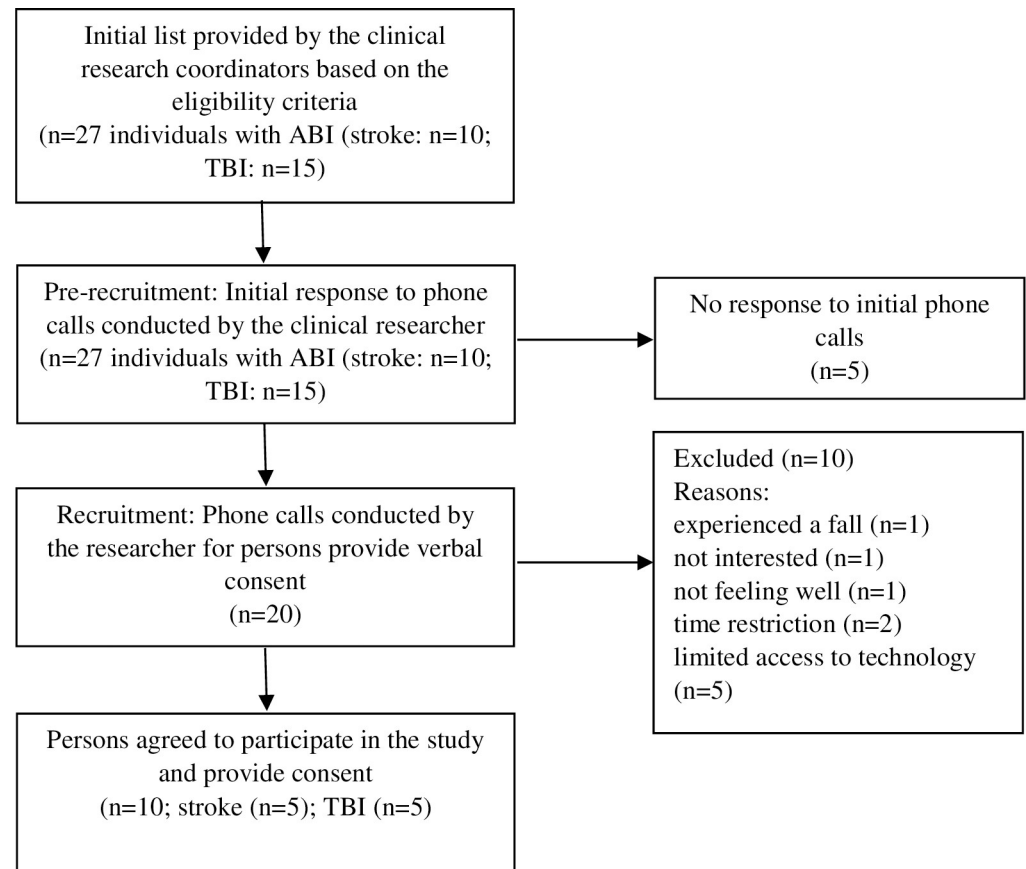 Initial list provided by the clinical
research coordinators based on the
eligibility criteria
(n=27 individuals with ABI (stroke: n=10;
TBI: n=15)
Pre-recruitment: Initial response to phone
calls conducted by the clinical researcher
(n=27 individuals with ABI (stroke: n=10;
TBI: n=15)
No response to initial phone
calls
(n=5)
Recruitment: Phone calls conducted by
the researcher for persons provide verbal
consent
(n=20)
Excluded (n=10)
Reasons:
experienced a fall (n=1)
not interested (n=1)
not feeling well (n=1)
time restriction (n=2)
limited access to technology
(n=5)
Persons agreed to participate in the study
and provide consent
(n=10; stroke (n=5); TBI (n=5)